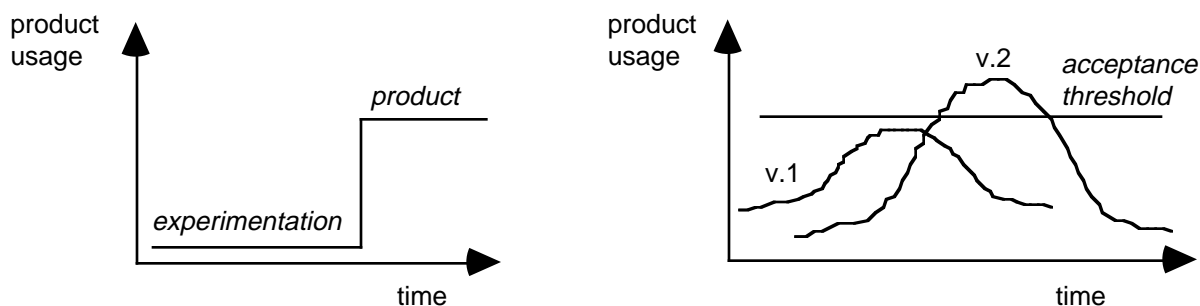 product
usage
product
experimentation
time
product
usage
v.2
acceptance
threshold
v.1
time